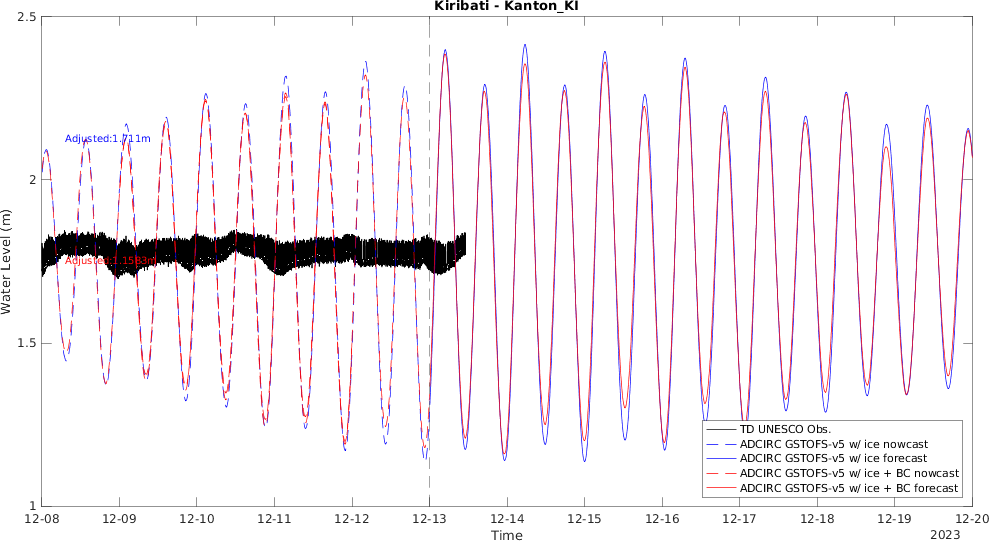 Kiribati - Kanton_KI
Water Level (m)
2.5
2
1.5
1
Adjusted:1.711m
TD UNESCO Obs.
ADCIRC GSTOFS-v5 w/ ice nowcast
ADCIRC GSTOFS-v5 w/ ice forecast
ADCIRC GSTOFS-v5 w/ ice + BC nowcast
ADCIRC GSTOFS-v5 w/ ice + BC forecast
12-08 12-09 12-10 12-11 12-12 12-13 12-14 12-15 12-16 12-17 12-18 12-19 12-20
Time
2023